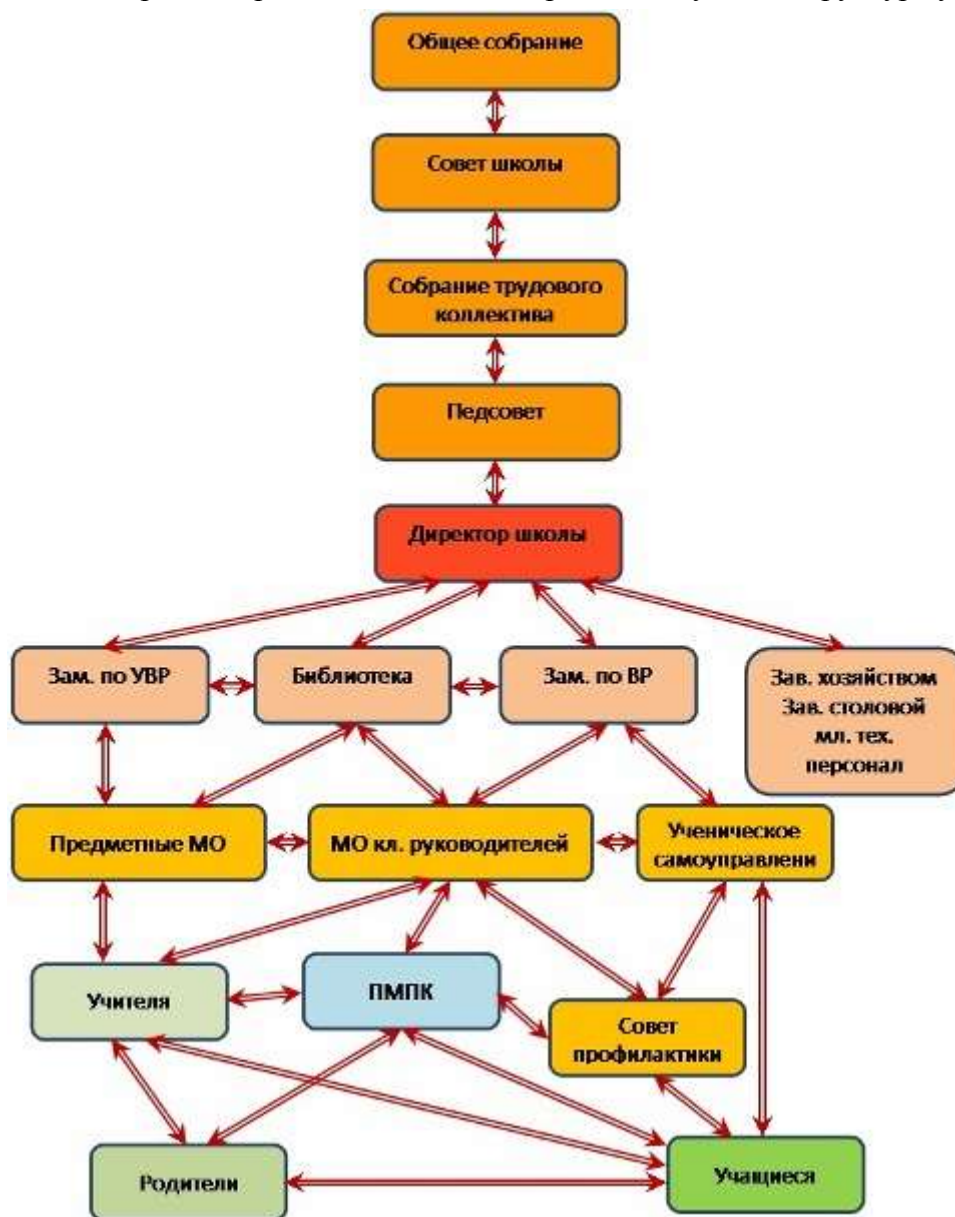 Общее собрание
Совет школы
Собрание трудового
коллектива
Педсовет
Директор школы
Зам. по УВР
Библиотека
Зам. по ВР
Зав. хозяйством
Зав. столовой
мл. тех.
персонал
Предметные МО
МО кл. руководителей
Ученическое
самоуправлени
Учителя
ПМПК
Совет
профилактики
Родители
Учащиеся